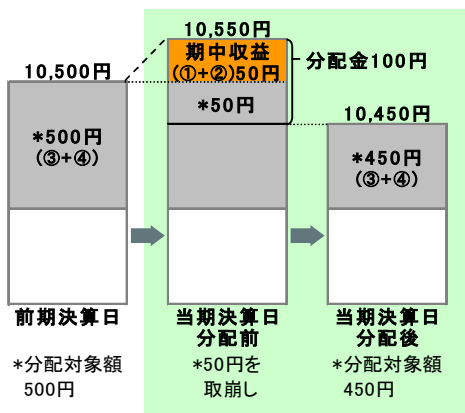 10,500円
*500円
(③+④)
前期決算日
*分配対象額
500円
10,550円
期中収益
(①+②)50円
*50円
分配金100円
当期決算日
分配前
*50円を
取崩し
10,450円
*450円
(③+④)
当期決算日
分配後
*分配対象額
450円